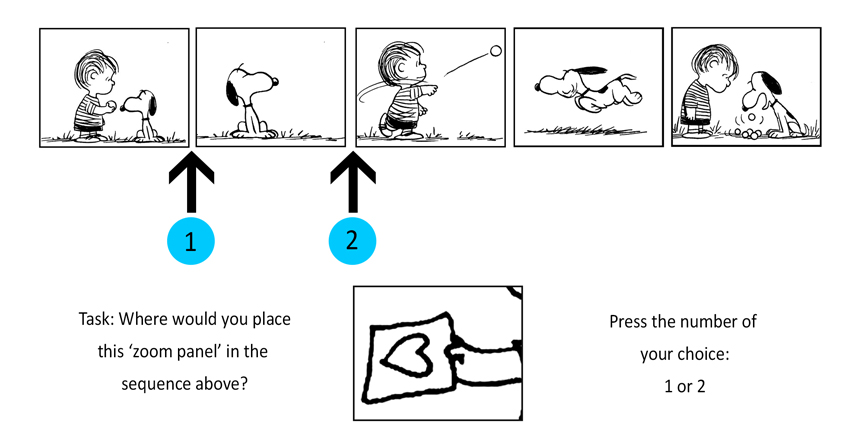 1
2
Task: Where would you place
this ‘zoom panel’ in the
sequence above?
Press the number of
your choice:
1 or 2